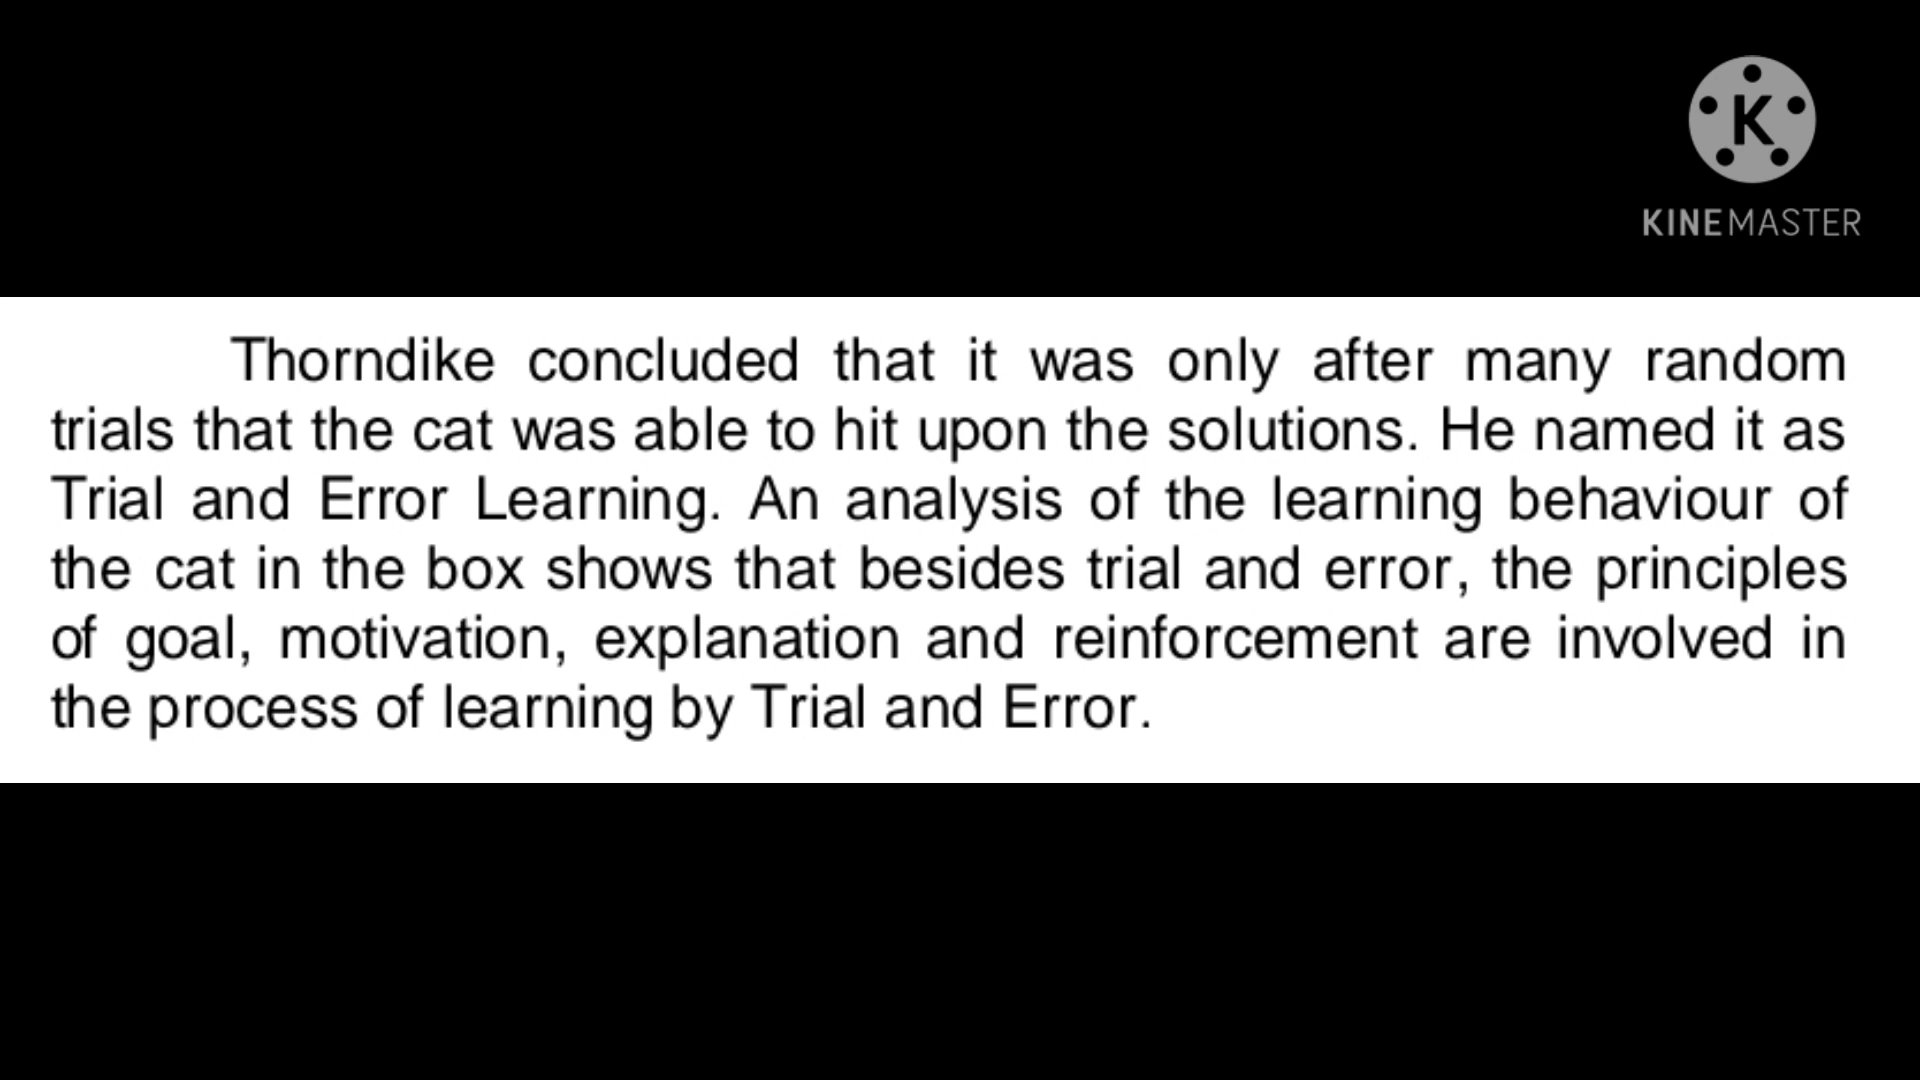 K
KINEMASTER
Thorndike concluded that it was only after many random
trials that the cat was able to hit upon the solutions. He named it as
Trial and Error Learning. An analysis of the learning behaviour of
the cat in the box shows that besides trial and error, the principles
of goal, motivation, explanation and reinforcement are involved in
the process of learning by Trial and Error.